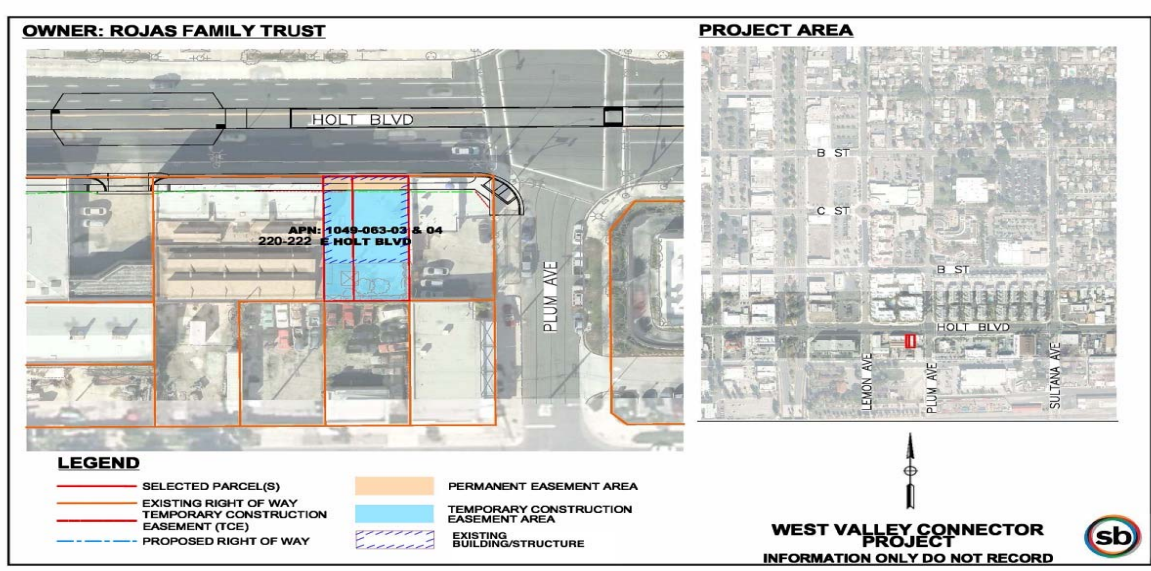 OWNER: ROJAS FAMILY TRUST
HOLT BLVD
APN: 1049-063-03 & 04
220-222 E HOLT BLVD
PLUM AVE
PROJECT AREA
B ST
C ST
B ST
HOLT BLVD
LEMON AVE
PLUM AVE
SULTANA AVE
LEGEND
SELECTED PARCEL(S)
EXISTING RIGHT OF WAY
TEMPORARY CONSTRUCTION
EASEMENT (TCE)
PROPOSED RIGHT OF WAY
PERMANENT EASEMENT AREA
TEMPORARY CONSTRUCTION
EASEMENT AREA
EXISTING
BUILDING/STRUCTURE
WEST VALLEY CONNECTOR
PROJECT
INFORMATION ONLY DO NOT RECORD
sb